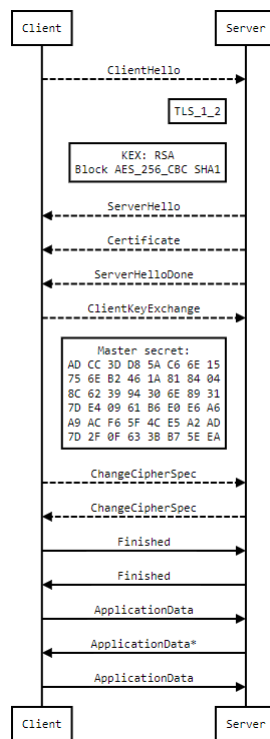 Client Server
ClientHello
TLS_1_2
KEX: RSA
Block AES_256_CBC SHA1
ServerHello
Certificate
ServerHelloDone
ClientKeyExchange
Master secret:
AD CC 3D D8 5A C6 6E 15
75 6E B2 46 1A 81 84 04
8C 62 39 94 30 6E 89 31
7D E4 09 61 B6 E0 E6 A6
A9 AC F6 5F 4C E5 A2 AD
7D 2F 0F 63 3B B7 5E EA
ChangeCipherSpec
ChangeCipherSpec
Finished
Finished
ApplicationData
ApplicationData*
ApplicationData
Client Server